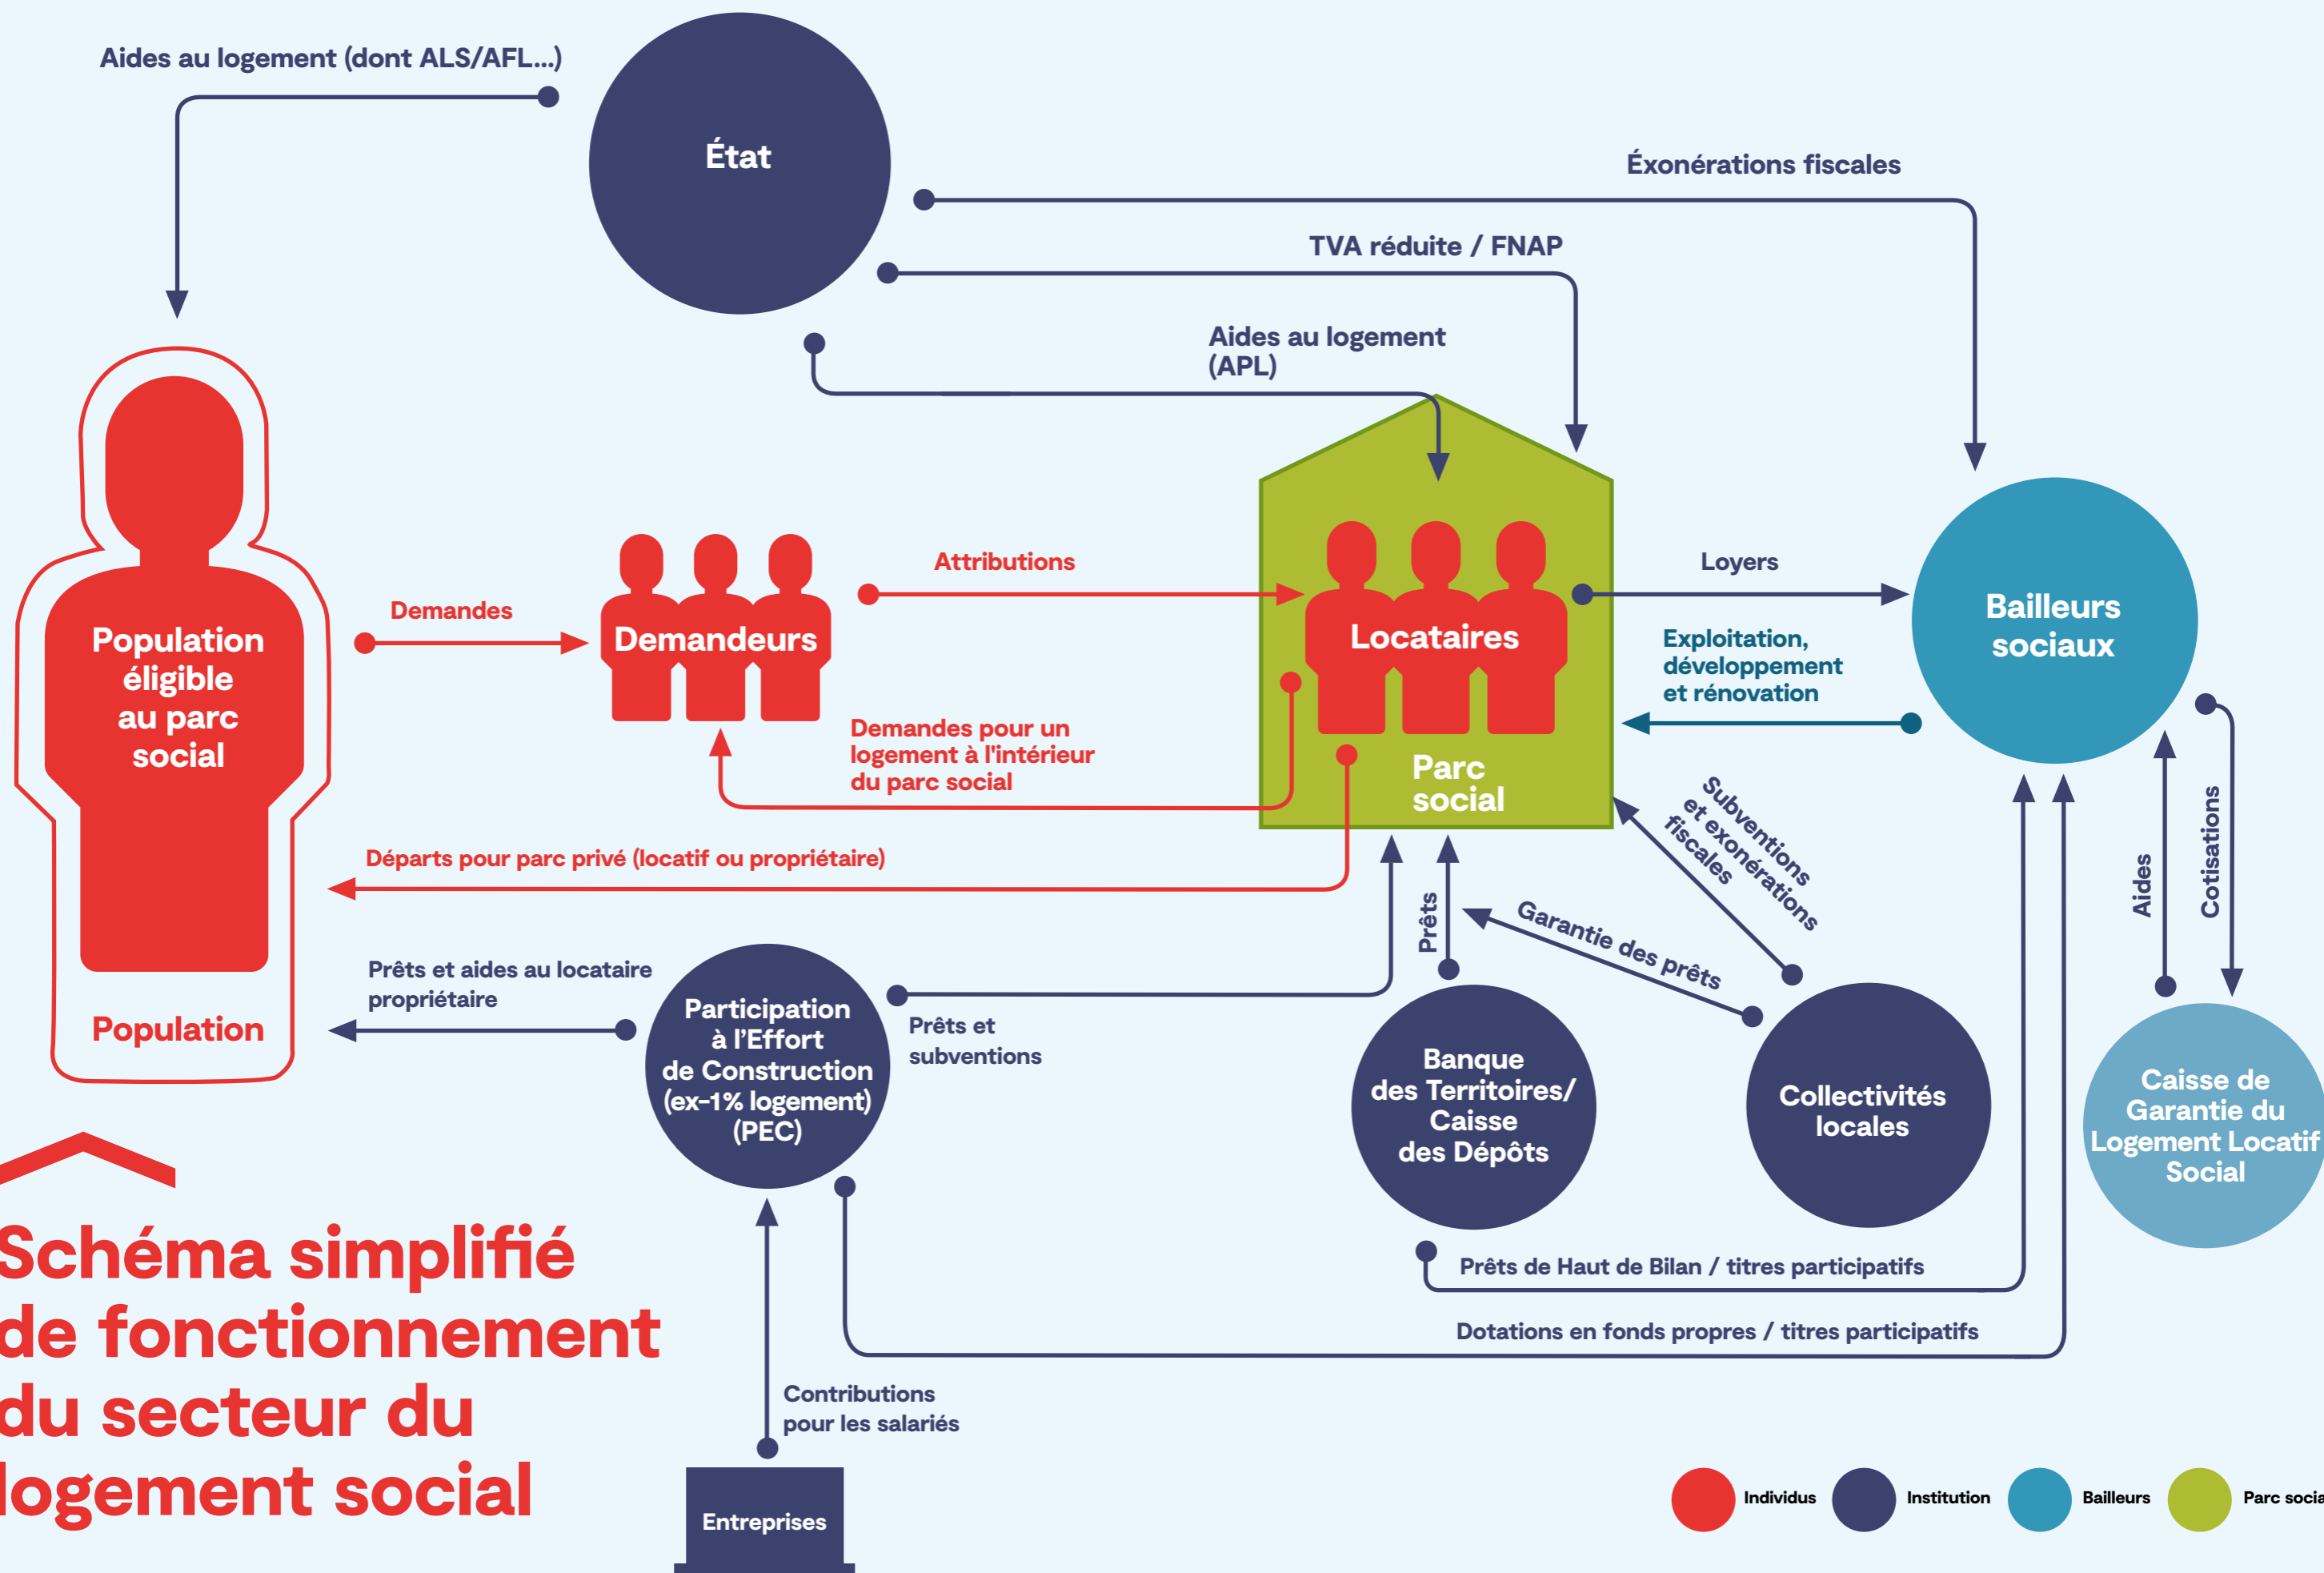 Aides au logement (dont ALS/AFL...)
État
Éxonérations fiscales
TVA réduite / FNAP
Aides au logement
(APL)
Attributions
Loyers
Demandes
Demandeurs
Locataires
Bailleurs
sociaux
Population
éligible
au parc
social
Exploitation,
développement
et rénovation
Demandes pour un
logement à l'intérieur
du parc social
Parc
social
Subventions
et exonérations
fiscales
Aides
Cotisations
Départs pour parc privé (locatif ou propriétaire)
Prêts
Garantie des prêts
Prêts et aides au locataire
propriétaire
Population
Participation
à l’Effort
de Construction
(ex-1% logement)
(PEC)
Prêts et
subventions
Banque
des Territoires/
Caisse
des Dépôts
Collectivités
locales
Caisse de
Garantie du
Logement Locatif
Social
Schéma simplifié
de fonctionnement
du secteur du
logement social
Prêts de Haut de Bilan / titres participatifs
Dotations en fonds propres / titres participatifs
Contributions
pour les salariés
Entreprises
Individus
Institution
Bailleurs
Parc socia